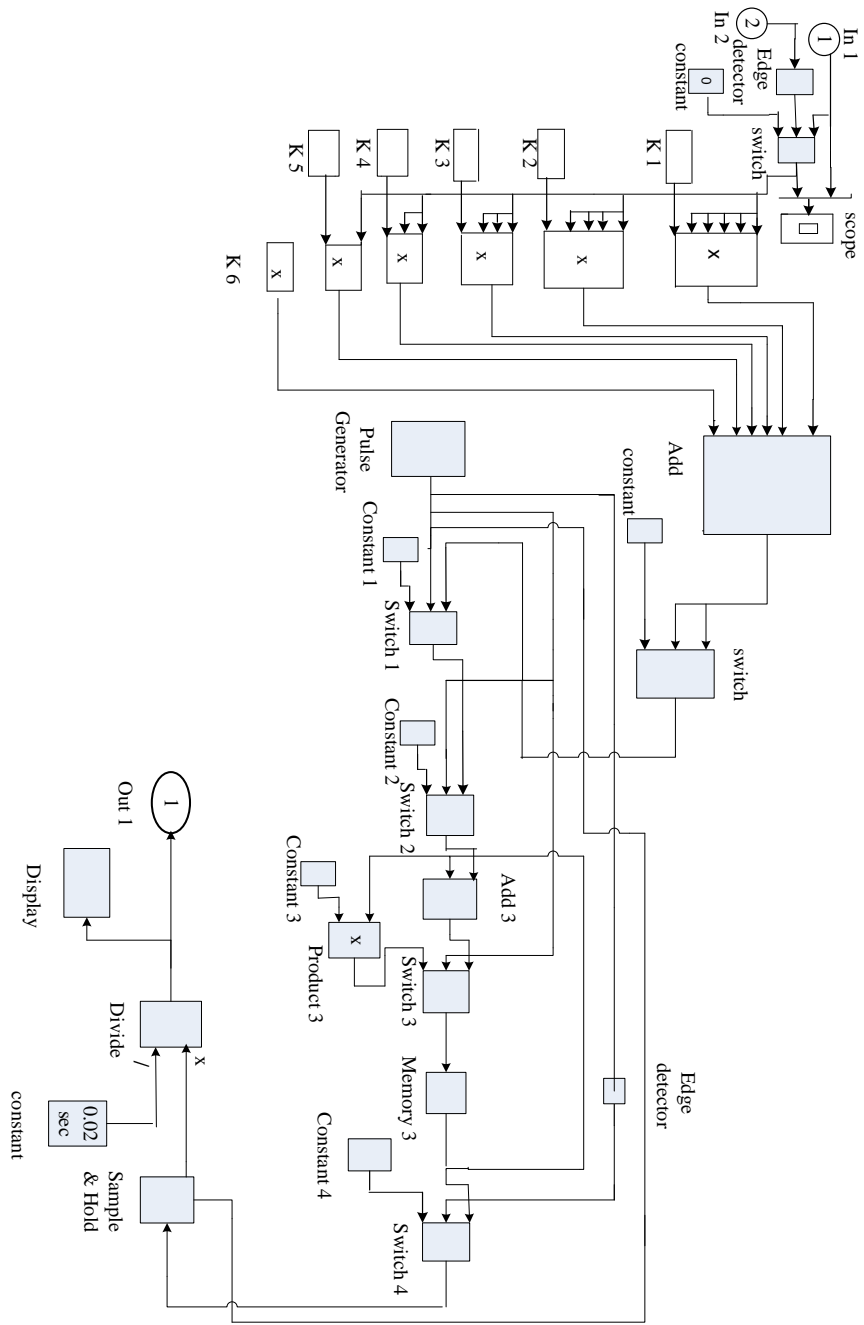 In 1
1
2
In 2
Edge
detector
0
constant
switch
scope
K 1
K 2
K 3
K 4
K 5
K 6
x
x
x
x
x
x
Add
constant
switch
Pulse
Generator
Constant 1
Switch 1
Constant 2
Switch 2
Constant 3
Add 3
x
Product 3
Switch 3
Memory 3
Edge
detector
Constant 4
Switch 4
Sample
& Hold
0.02
sec
constant
x
/
Divide
Display
1
Out 1